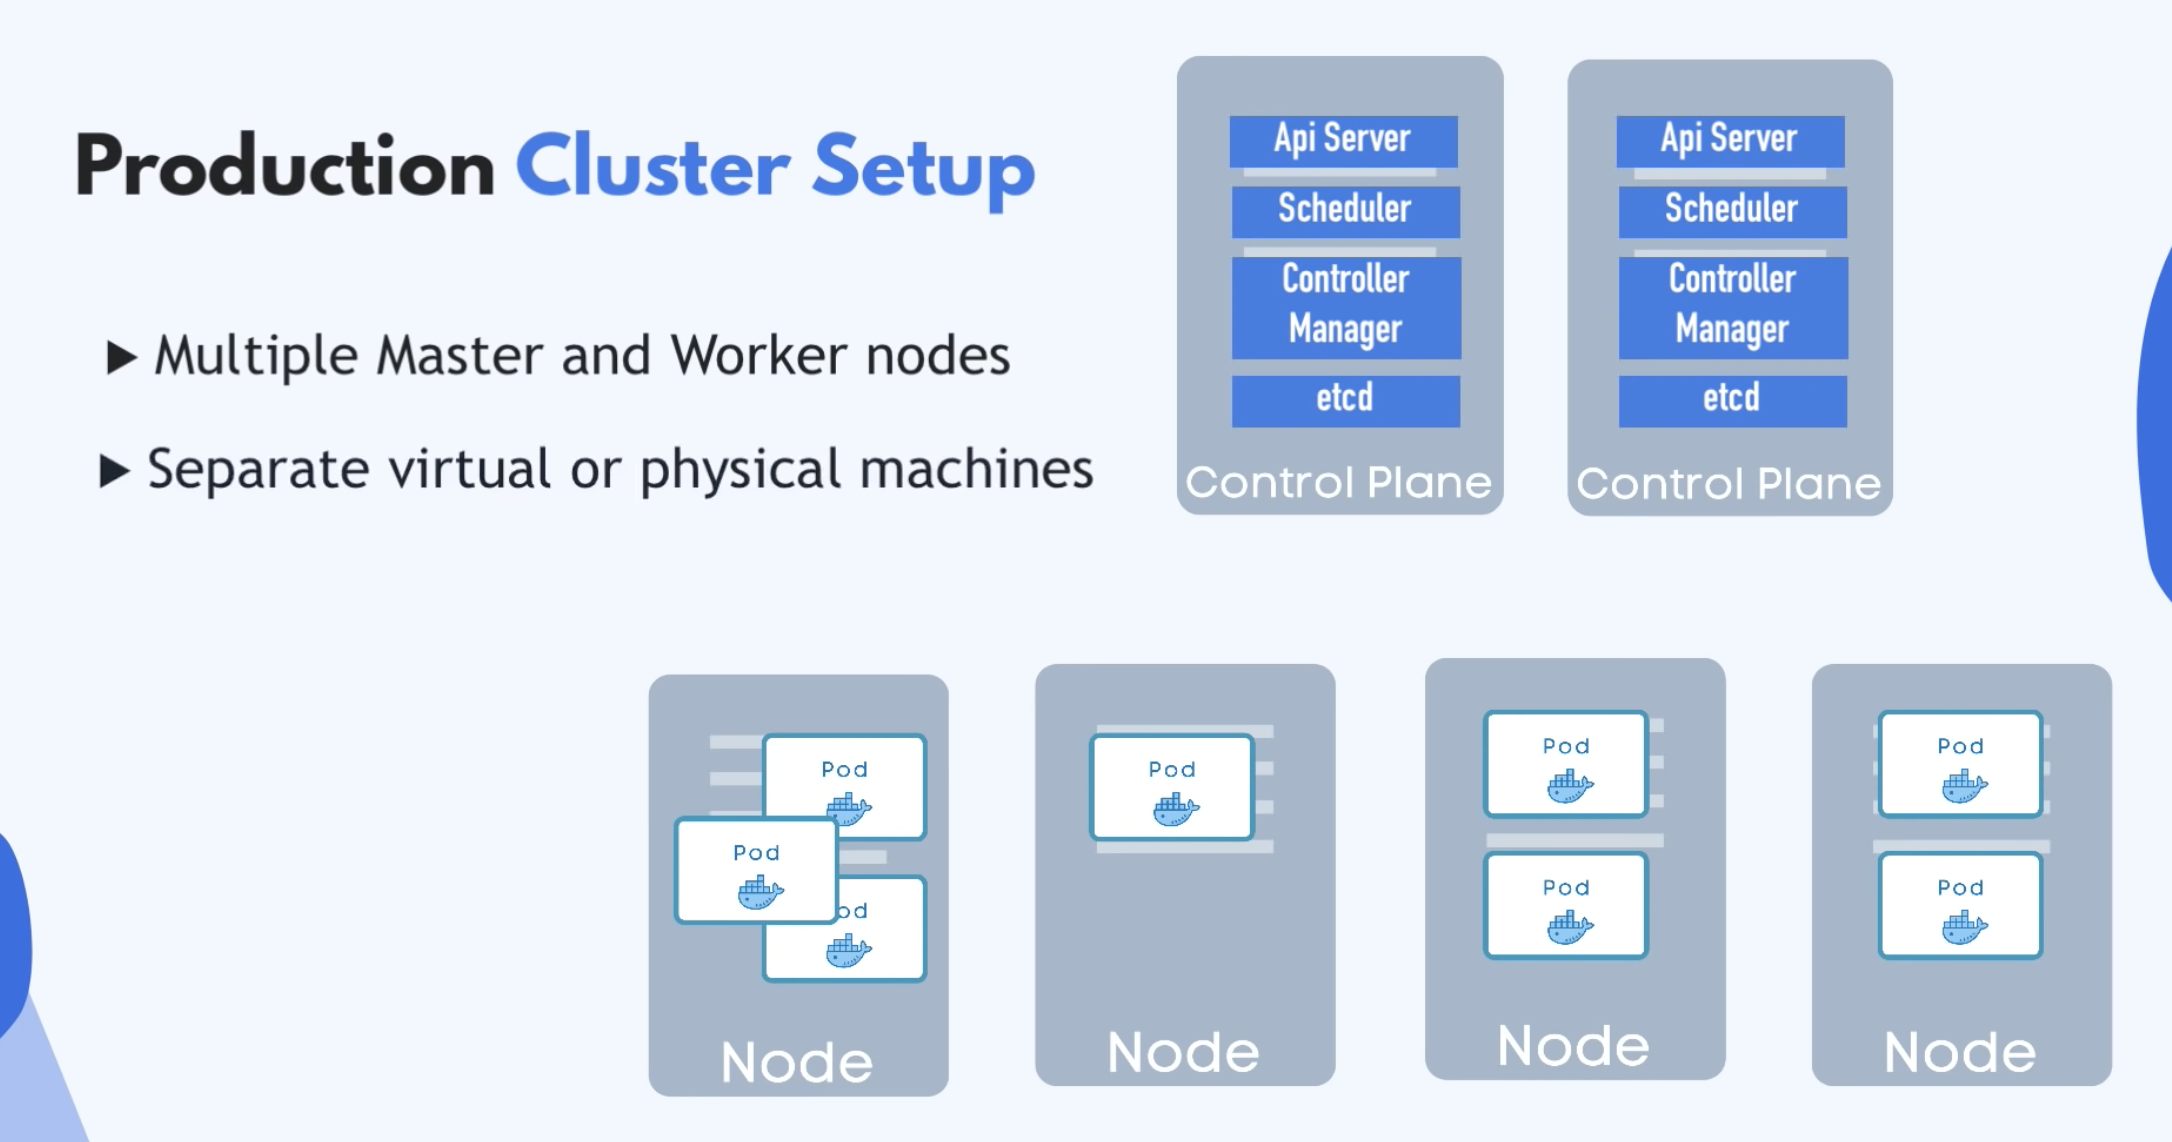 Production Cluster Setup
▶ Multiple Master and Worker nodes
▶ Separate virtual or physical machines
Api Server
Scheduler
Controller
Manager
etcd
Control Plane
Api Server
Scheduler
Controller
Manager
etcd
Control Plane
Pod
Pod
od
Node
Pod
Node
Pod
Pod
Node
Pod
Pod
Node